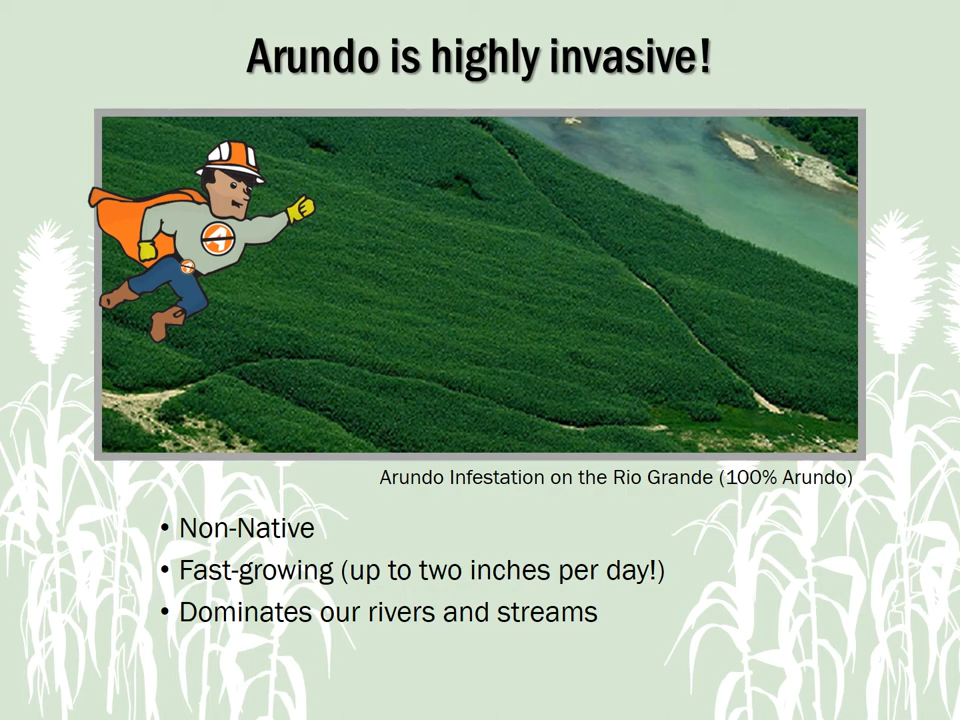 Arundo is highly invasive!
Arundo Infestation on the Rio Grande (100% Arundo)
• Non-Native
• Fast-growing (up to two inches per day!)
• Dominates our rivers and streams